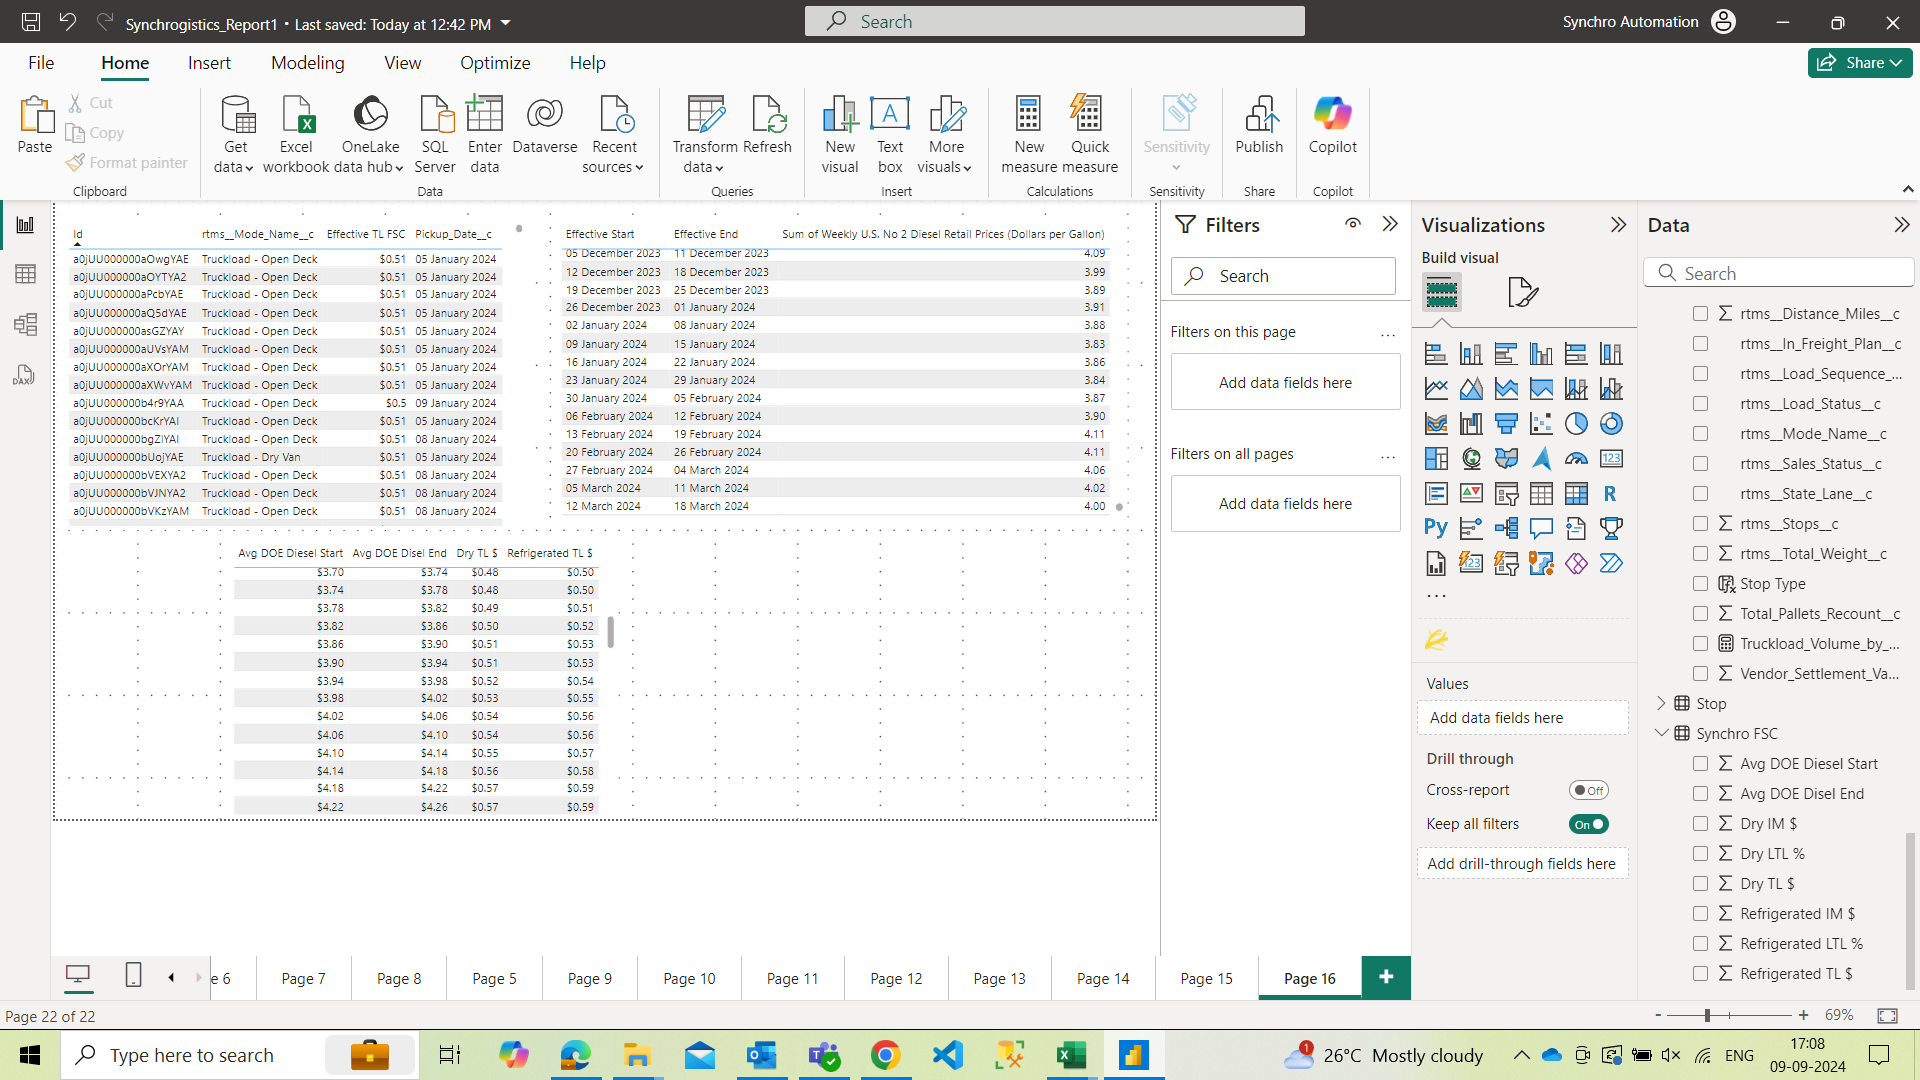 Synchrogistics_Report1 • Last saved: Today at 12:42 PM
Search
Synchro Automation
File Home Insert Modeling View Optimize Help
Share
Paste
Cut
Copy
Format painter
Clipboard
Get data
Excel workbook
OneLake data hub
SQL Server
Enter data
Dataverse
Recent sources
Data
Transform data
Refresh
Queries
New visual
Text box
More visuals
Insert
New measure
Quick measure
Calculations
Sensitivity
Sensitivity
Publish
Share
Copilot
Copilot
Id rtms__Mode_Name__c Effective TL FSC Pickup_Date__c
a0jUU000000aOwgYAE Truckload - Open Deck $0.51 05 January 2024
a0jUU000000aOYTYA2 Truckload - Open Deck $0.51 05 January 2024
a0jUU000000aPcbYAE Truckload - Open Deck $0.51 05 January 2024
a0jUU000000aQ5dYAE Truckload - Open Deck $0.51 05 January 2024
a0jUU000000asGZYAY Truckload - Open Deck $0.51 05 January 2024
a0jUU000000aUVsYAM Truckload - Open Deck $0.51 05 January 2024
a0jUU000000aXOrYAM Truckload - Open Deck $0.51 05 January 2024
a0jUU000000aXWvYAM Truckload - Open Deck $0.51 05 January 2024
a0jUU000000b4r9YAA Truckload - Open Deck $0.5 09 January 2024
a0jUU000000bcKrYAI Truckload - Open Deck $0.51 05 January 2024
a0jUU000000bgZIYAI Truckload - Open Deck $0.51 08 January 2024
a0jUU000000bUojYAE Truckload - Dry Van $0.51 05 January 2024
a0jUU000000bVEXYA2 Truckload - Open Deck $0.51 08 January 2024
a0jUU000000bVJNYA2 Truckload - Open Deck $0.51 08 January 2024
a0jUU000000bVKzYAM Truckload - Open Deck $0.51 08 January 2024
Effective Start Effective End Sum of Weekly U.S. No 2 Diesel Retail Prices (Dollars per Gallon)
05 December 2023 11 December 2023 4.09
12 December 2023 18 December 2023 3.99
19 December 2023 25 December 2023 3.89
26 December 2023 01 January 2024 3.91
02 January 2024 08 January 2024 3.88
09 January 2024 15 January 2024 3.83
16 January 2024 22 January 2024 3.86
23 January 2024 29 January 2024 3.84
30 January 2024 05 February 2024 3.87
06 February 2024 12 February 2024 3.90
13 February 2024 19 February 2024 4.11
20 February 2024 26 February 2024 4.11
27 February 2024 04 March 2024 4.06
05 March 2024 11 March 2024 4.02
12 March 2024 18 March 2024 4.00
Avg DOE Diesel Start Avg DOE Disel End Dry TL $ Refrigerated TL $
$3.70 $3.74 $0.48 $0.50
$3.74 $3.78 $0.48 $0.50
$3.78 $3.82 $0.49 $0.51
$3.82 $3.86 $0.50 $0.52
$3.86 $3.90 $0.51 $0.53
$3.90 $3.94 $0.51 $0.53
$3.94 $3.98 $0.52 $0.54
$3.98 $4.02 $0.53 $0.55
$4.02 $4.06 $0.54 $0.56
$4.06 $4.10 $0.54 $0.56
$4.10 $4.14 $0.55 $0.57
$4.14 $4.18 $0.56 $0.58
$4.18 $4.22 $0.57 $0.59
$4.22 $4.26 $0.57 $0.59
Filters
Search
Filters on this page ...
Add data fields here
Filters on all pages ...
Add data fields here
Visualizations
Build visual
123
R
Py
123
...
Values
Add data fields here
Drill through
Cross-report Off
Keep all filters On
Add drill-through fields here
Data
Search
rtms__Distance_Miles__c
rtms__In_Freight_Plan__c
rtms__Load_Sequence_...
rtms__Load_Status__c
rtms__Mode_Name__c
rtms__Sales_Status__c
rtms__State_Lane__c
rtms__Stops__c
rtms__Total_Weight__c
Stop Type
Total_Pallets_Recount__c
Truckload_Volume_by_...
Vendor_Settlement_Va...
Stop
Synchro FSC
Avg DOE Diesel Start
Avg DOE Disel End
Dry IM $
Dry LTL %
Dry TL $
Refrigerated IM $
Refrigerated LTL %
Refrigerated TL $
DAX
e 6 Page 7 Page 8 Page 5 Page 9 Page 10 Page 11 Page 12 Page 13 Page 14 Page 15 Page 16 +
Page 22 of 22
- + 69%
Type here to search
1
26°C Mostly cloudy
ENG
17:08
09-09-2024